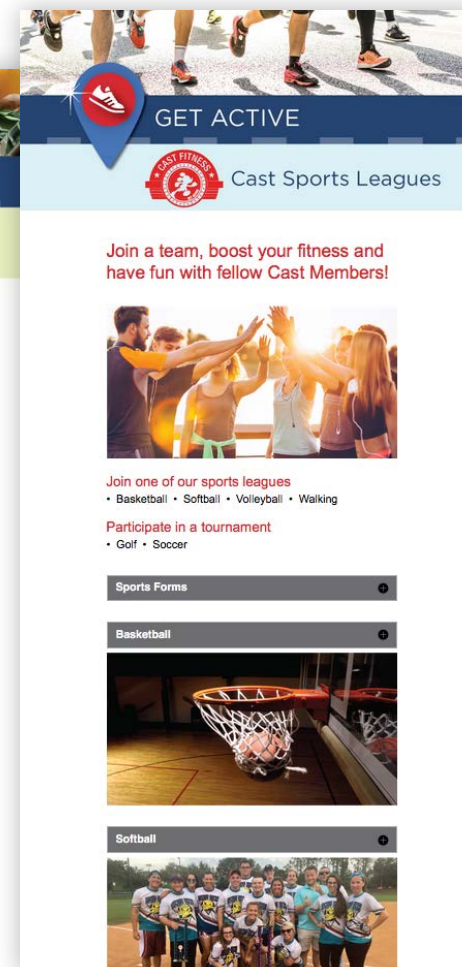 GET ACTIVE
CAST FITNESS
Cast Sports Leagues
Join a team, boost your fitness and
have fun with fellow Cast Members!
Join one of our sports leagues
• Basketball • Softball • Volleyball • Walking
Participate in a tournament
• Golf • Soccer
Sports Forms
Basketball
Softball